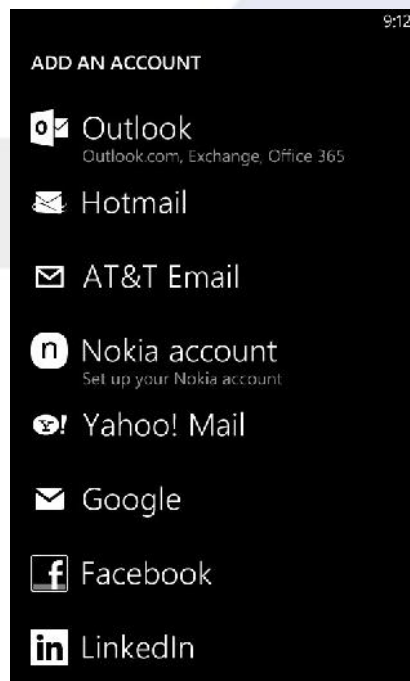 9:12
ADD AN ACCOUNT
Outlook
Outlook.com, Exchange, Office 365
Hotmail
AT&T Email
n Nokia account
Set up your Nokia account
Y! Yahoo! Mail
Google
f Facebook
in LinkedIn